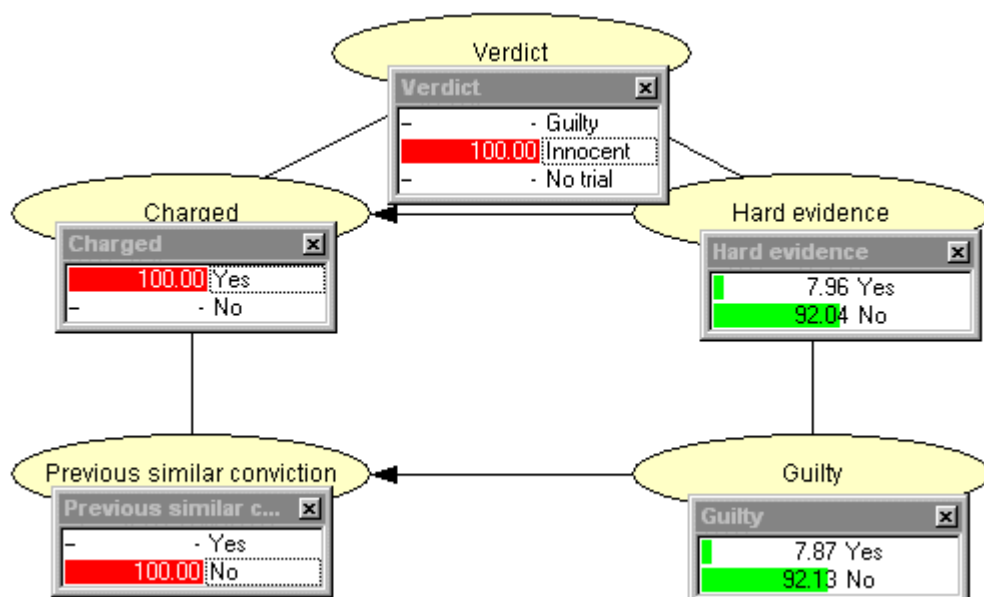 Verdict
Verdict
- - Guilty
100.00 Innocent
- - No trial
Charged
Hard evidence
Charged
100.00 Yes
- - No
Hard evidence
7.96 Yes
92.04 No
Previous similar conviction
Guilty
Previous similar c...
- - Yes
100.00 No
Guilty
7.87 Yes
92.13 No